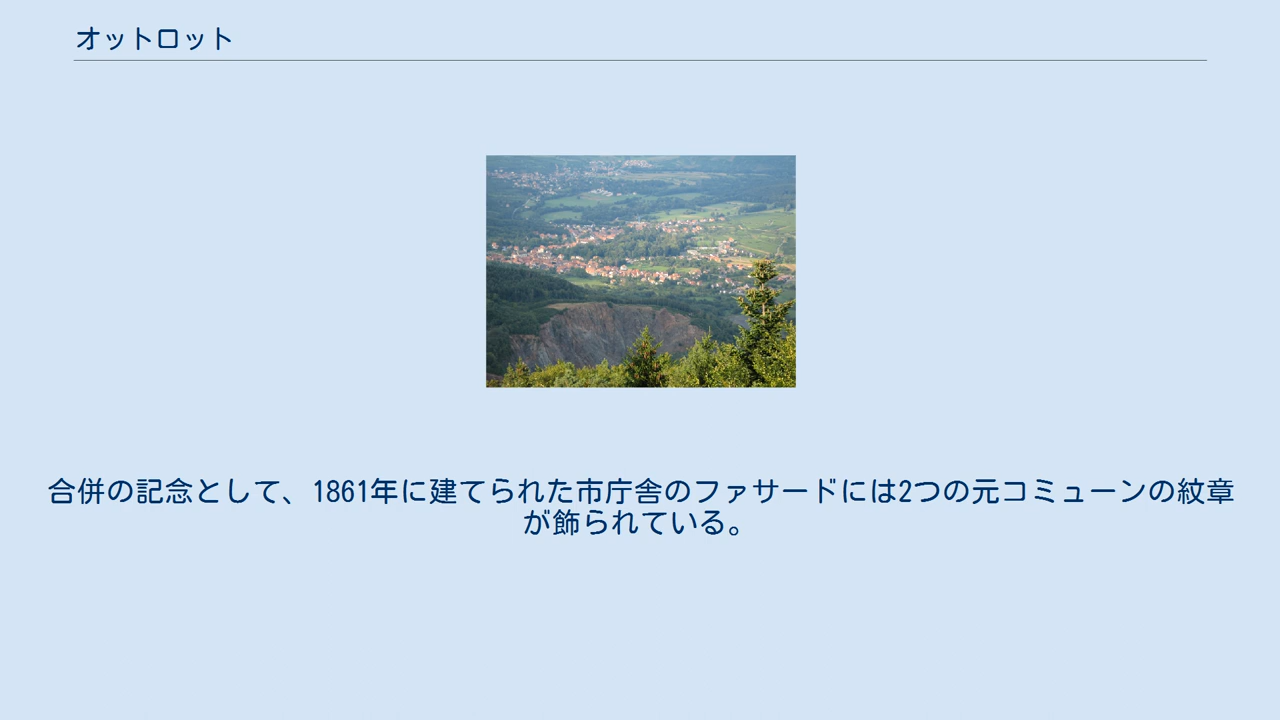 オットロット
合併の記念として、1861年に建てられた市庁舎のファサードには2つの元コミューンの紋章
が飾られている。